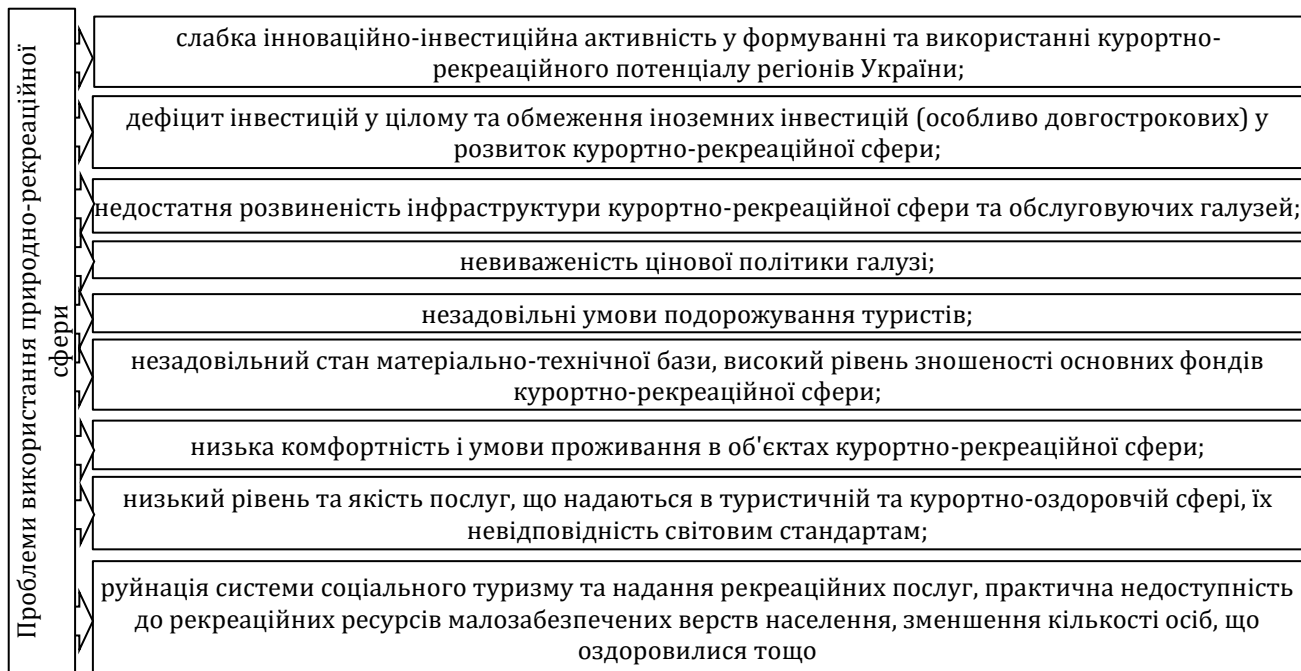 Проблеми використання природно-рекреаційної
сфери
слабка інноваційно-інвестиційна активність у формуванні та використанні курортно-
рекреаційного потенціалу регіонів України;
дефіцит інвестицій у цілому та обмеження іноземних інвестицій (особливо довгострокових) у
розвиток курортно-рекреаційної сфери;
недостатня розвиненість інфраструктури курортно-рекреаційної сфери та обслуговуючих галузей;
невиваженість цінової політики галузі;
незадовільні умови подорожування туристів;
незадовільний стан матеріально-технічної бази, високий рівень зношеності основних фондів
курортно-рекреаційної сфери;
низька комфортність і умови проживання в об'єктах курортно-рекреаційної сфери;
низький рівень та якість послуг, що надаються в туристичній та курортно-оздоровчій сфері, їх
невідповідність світовим стандартам;
руйнація системи соціального туризму та надання рекреаційних послуг, практична недоступність
до рекреаційних ресурсів малозабезпечених верств населення, зменшення кількості осіб, що
оздоровилися тощо